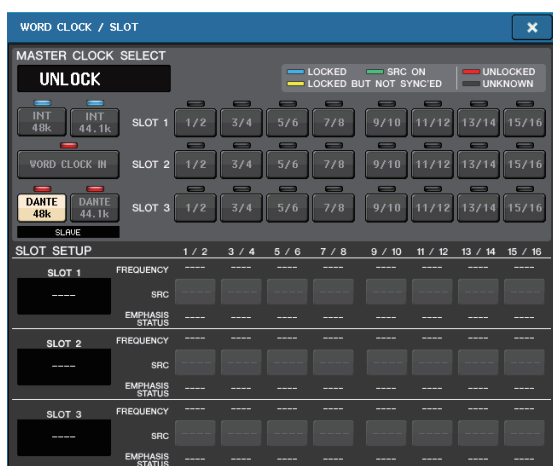 WORD CLOCK / SLOT
MASTER CLOCK SELECT
UNLOCK
LOCKED SRC ON UNLOCKED
LOCKED BUT NOT SYNC'ED UNKNOWN
INT 48k INT 44.1k SLOT 1 1/2 3/4 5/6 7/8 9/10 11/12 13/14 15/16
WORD CLOCK IN SLOT 2 1/2 3/4 5/6 7/8 9/10 11/12 13/14 15/16
DANTE 48k DANTE 44.1k SLOT 3 1/2 3/4 5/6 7/8 9/10 11/12 13/14 15/16
SLAVE
SLOT SETUP 1 / 2 3 / 4 5 / 6 7 / 8 9 / 10 11 / 12 13 / 14 15 / 16
SLOT 1 FREQUENCY ---- ---- ---- ---- ---- ---- ---- ----
---- SRC ---- ---- ---- ---- ---- ---- ---- ----
EMPHASIS STATUS ---- ---- ---- ---- ---- ---- ---- ----
SLOT 2 FREQUENCY ---- ---- ---- ---- ---- ---- ---- ----
---- SRC ---- ---- ---- ---- ---- ---- ---- ----
EMPHASIS STATUS ---- ---- ---- ---- ---- ---- ---- ----
SLOT 3 FREQUENCY ---- ---- ---- ---- ---- ---- ---- ----
---- SRC ---- ---- ---- ---- ---- ---- ---- ----
EMPHASIS STATUS ---- ---- ---- ---- ---- ---- ---- ----